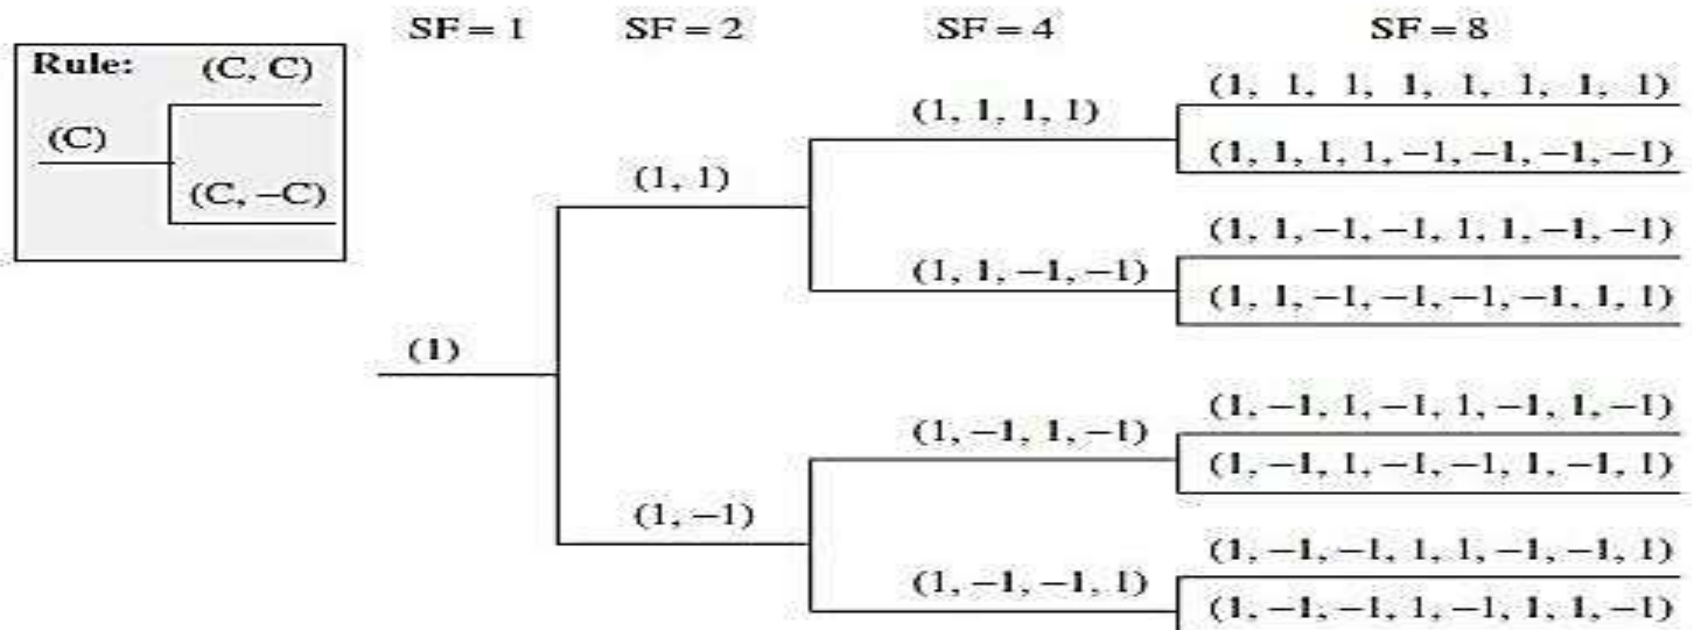 SF = 1 SF = 2 SF = 4 SF = 8
Rule:
(C, C)
(C)
(C, –C)
(1)
(1, 1)
(1, –1)
(1, 1, 1, 1)
(1, 1, –1, –1)
(1, –1, 1, –1)
(1, –1, –1, 1)
(1, 1, 1, 1, 1, 1, 1, 1)
(1, 1, 1, 1, –1, –1, –1, –1)
(1, 1, –1, –1, 1, 1, –1, –1)
(1, 1, –1, –1, –1, –1, 1, 1)
(1, –1, 1, –1, 1, –1, 1, –1)
(1, –1, 1, –1, –1, 1, –1, 1)
(1, –1, –1, 1, 1, –1, –1, 1)
(1, –1, –1, 1, –1, 1, 1, –1)